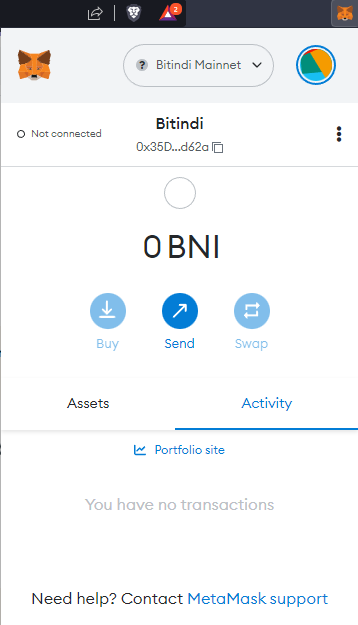 2
? Bitindi Mainnet
Not connected
Bitindi
0x35D...d62a
0 BNI
Buy
Send
Swap
Assets
Activity
Portfolio site
You have no transactions
Need help? Contact MetaMask support